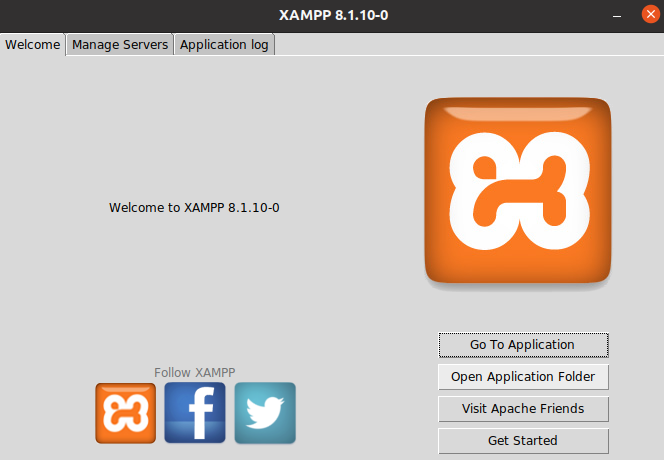 XAMPP 8.1.10-0
Welcome
Manage Servers
Application log
Welcome to XAMPP 8.1.10-0
Go To Application
Open Application Folder
Visit Apache Friends
Get Started
Follow XAMPP